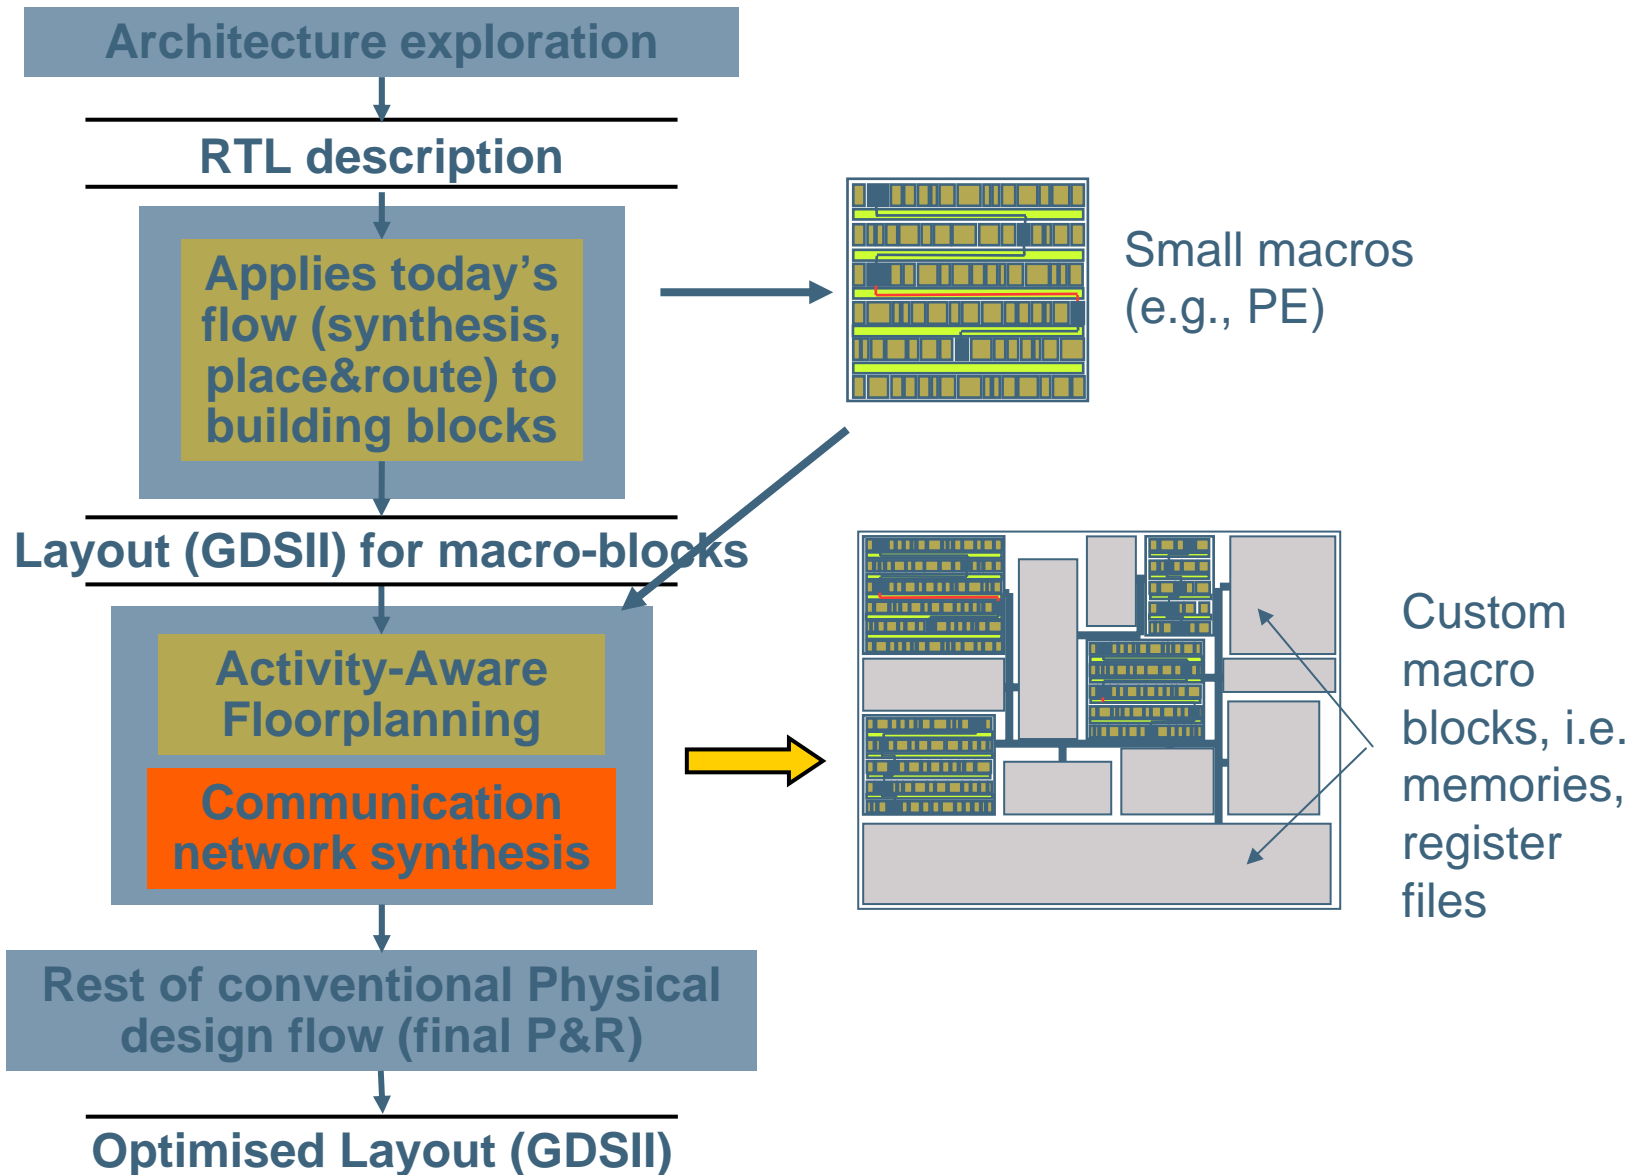 Architecture exploration
RTL description
Applies today’s
flow (synthesis,
place&route) to
building blocks
Small macros
(e.g., PE)
Layout (GDSII) for macro-blocks
Activity-Aware
Floorplanning
Communication
network synthesis
Custom
macro
blocks, i.e.
memories,
register
files
Rest of conventional Physical
design flow (final P&R)
Optimised Layout (GDSII)